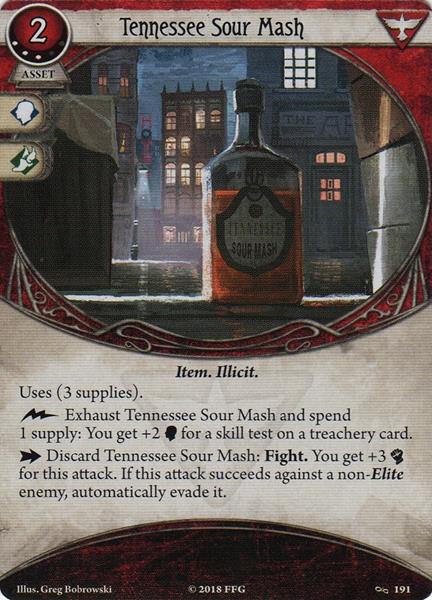 2
Tennessee Sour Mash
ASSET
TENNESSEE
SOUR MASH
Item. Illicit.
Uses (3 supplies).
Exhaust Tennessee Sour Mash and spend
1 supply: You get +2 for a skill test on a treachery card.
Discard Tennessee Sour Mash: Fight. You get +3
for this attack. If this attack succeeds against a non-Elite
enemy, automatically evade it.
Illus. Greg Bobrowski
© 2018 FFG
191